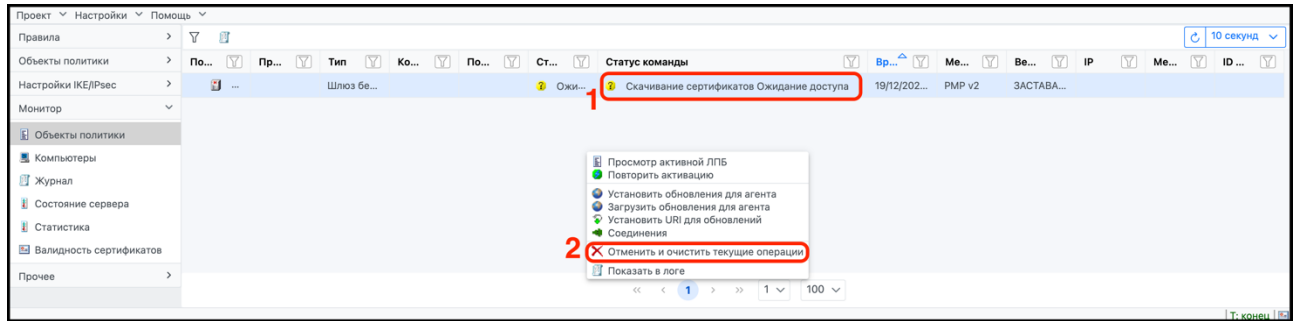 Проект Настройки Помощь
Правила
10 секунд
Объекты политики
По... Пр... Тип Ко... По... Ст... Статус команды Вр... Ме... Ве... IP Ме... ID ...
Настройки IKE/IPsec
... Шлюз бе... Ожи... Скачивание сертификатов Ожидание доступа 19/12/202... PMP v2 ЗАСТАВА...
1
Монитор
Объекты политики
Компьютеры
Журнал
Состояние сервера
Статистика
Валидность сертификатов
Прочее
Просмотр активной ЛПБ
Повторить активацию
Установить обновления для агента
Загрузить обновления для агента
Установить URI для обновлений
Соединения
2 Отменить и очистить текущие операции
Показать в логе
<< < 1 > >> 1 100
Т: конец